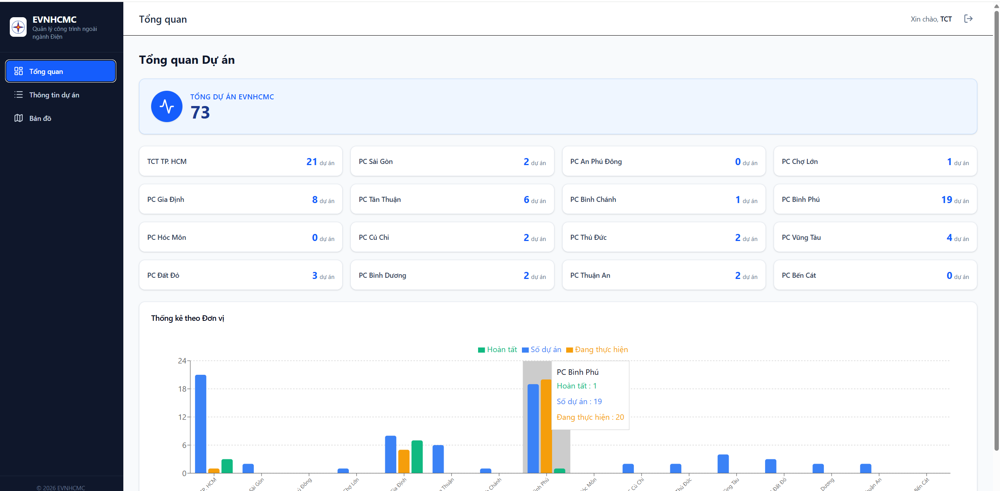 EVNHCMC
Quản lý công trình ngoài
ngành Điện
Tổng quan
Thông tin dự án
Bản đồ
© 2026 EVNHCMC
Tổng quan
Xin chào, TCT
Tổng quan Dự án
TỔNG DỰ ÁN EVNHCMC
73
TCT TP. HCM
21 dự án
PC Sài Gòn
2 dự án
PC An Phú Đông
0 dự án
PC Chợ Lớn
1 dự án
PC Gia Định
8 dự án
PC Tân Thuận
6 dự án
PC Bình Chánh
1 dự án
PC Bình Phú
19 dự án
PC Hóc Môn
0 dự án
PC Củ Chi
2 dự án
PC Thủ Đức
2 dự án
PC Vũng Tàu
4 dự án
PC Đất Đỏ
3 dự án
PC Bình Dương
2 dự án
PC Thuận An
2 dự án
PC Bến Cát
0 dự án
Thống kê theo Đơn vị
Hoàn tất
Số dự án
Đang thực hiện
24
18
12
6
0
PC Bình Phú
Hoàn tất : 1
Số dự án : 19
Đang thực hiện : 20
HCM
Sài Gòn
Đông
Chợ Lớn
Gia Định
Thuận
Chánh
Phú
Môn
Củ Chi
Thủ Đức
Tàu
Đất Đỏ
Dương
An
Bến Cát